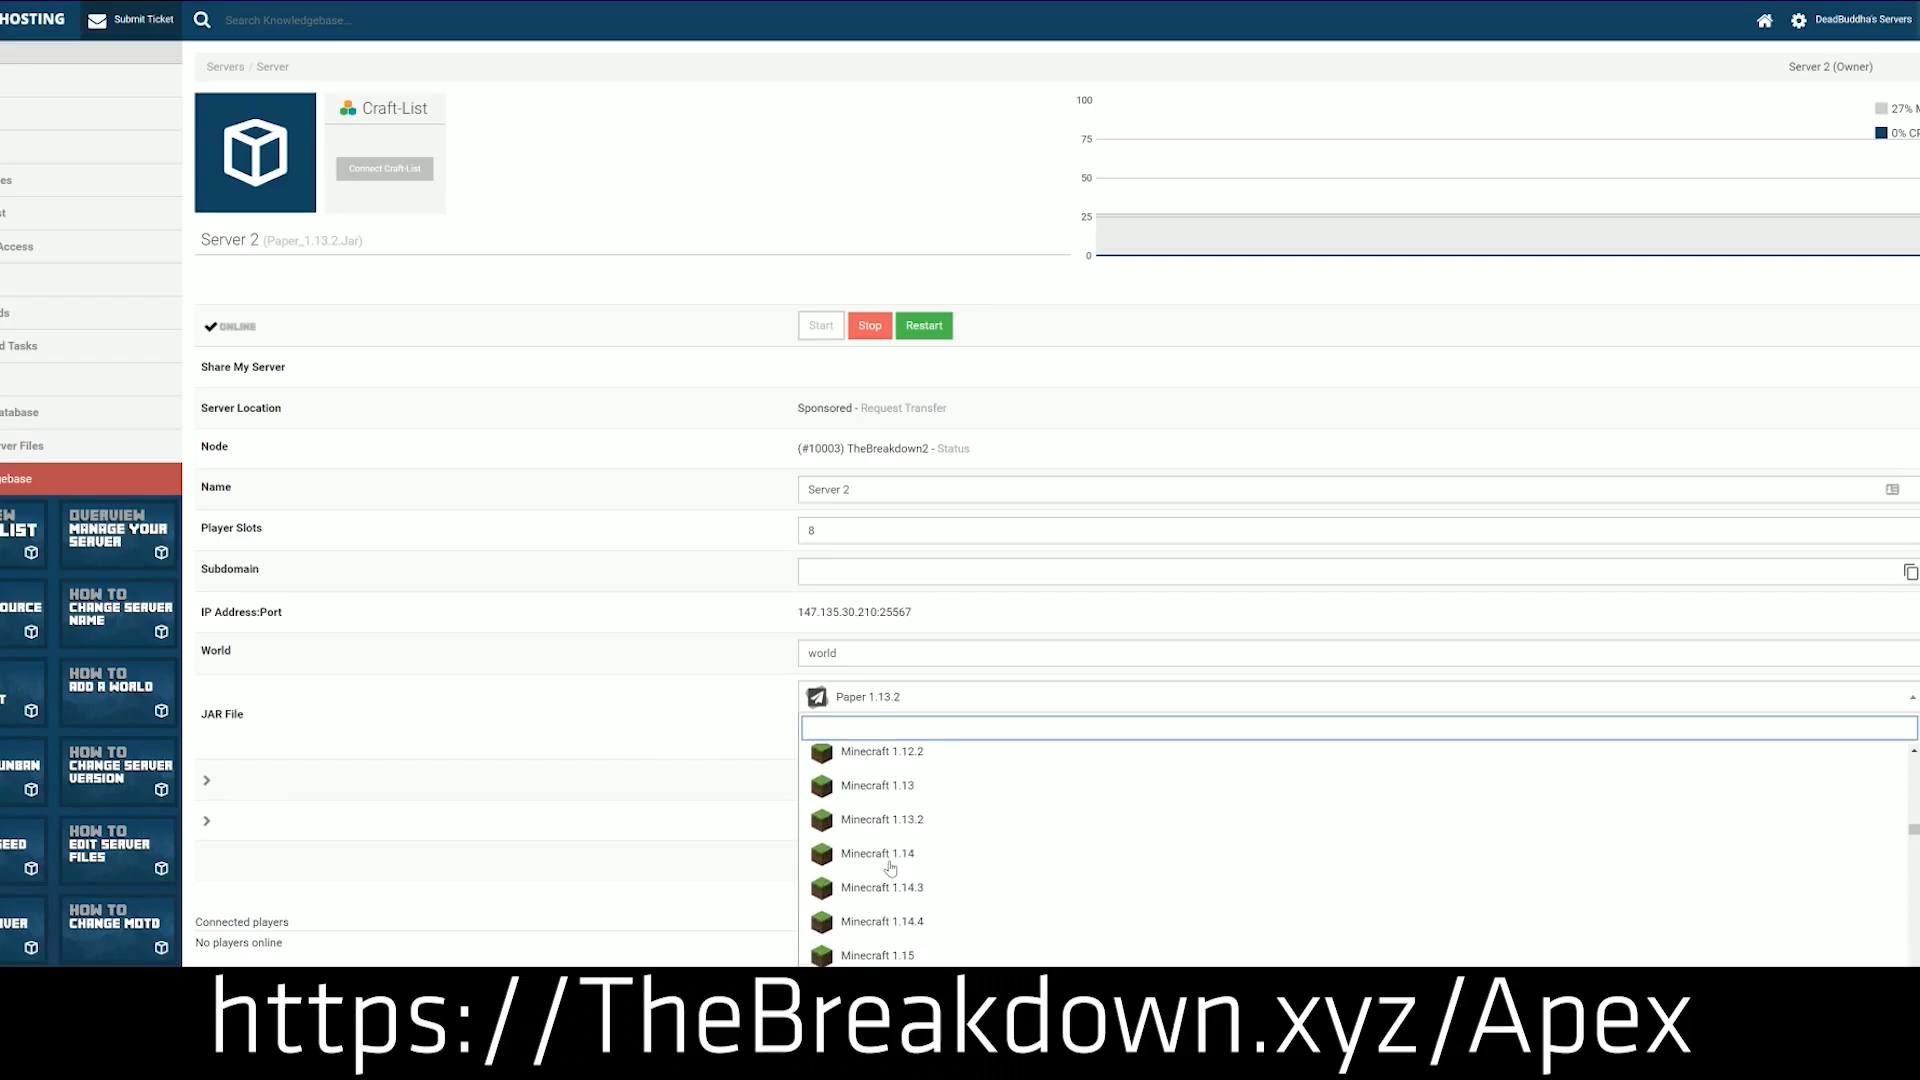 HOSTING
Submit Ticket
Search Knowledgebase...
DeadBuddha's Servers
Servers / Server
Server 2 (Owner)
es
st
Access
ds
d Tasks
atabase
ver Files
gebase
Craft-List
Connect Craft-List
Server 2 (Paper_1.13.2.Jar)
100
75
50
25
0
27% M
0% CP
ONLINE
Start
Stop
Restart
Share My Server
Server Location
Sponsored - Request Transfer
Node
(#10003) TheBreakdown2 - Status
Name
Server 2
Player Slots
8
Subdomain
IP Address:Port
147.135.30.210:25567
World
world
JAR File
Paper 1.13.2
Minecraft 1.12.2
Minecraft 1.13
Minecraft 1.13.2
Minecraft 1.14
Minecraft 1.14.3
Minecraft 1.14.4
Minecraft 1.15
EW
LIST
OVERVIEW
MANAGE YOUR
SERVER
OURCE
HOW TO
CHANGE SERVER
NAME
T
HOW TO
ADD A WORLD
UNBAN
HOW TO
CHANGE SERVER
VERSION
SEED
HOW TO
EDIT SERVER
FILES
VER
HOW TO
CHANGE MOTD
Connected players
No players online
https://TheBreakdown.xyz/Apex